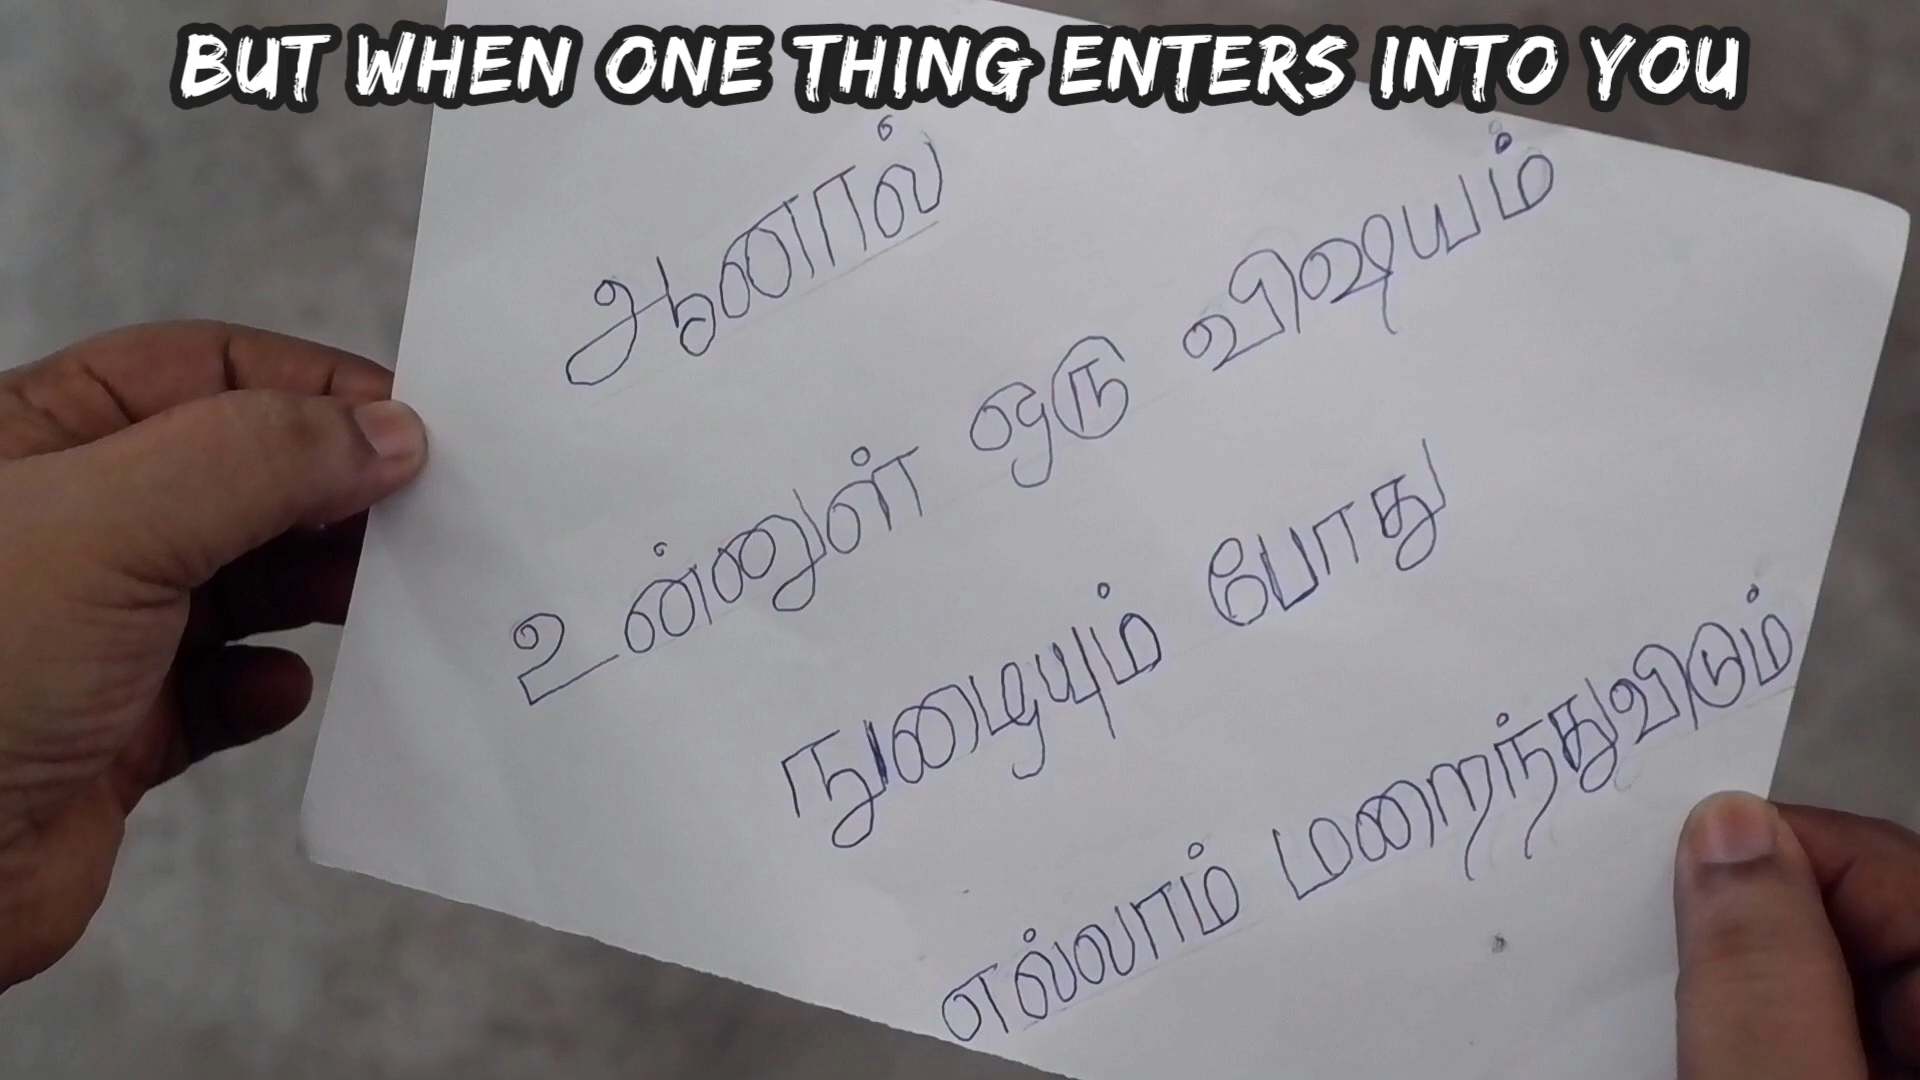 BUT WHEN ONE THING ENTERS INTO YOU
ஆனால்
உன்னுள் ஒரு விஷயம்
நுழையும் போது
எல்லாம் மறைந்துவிடும்